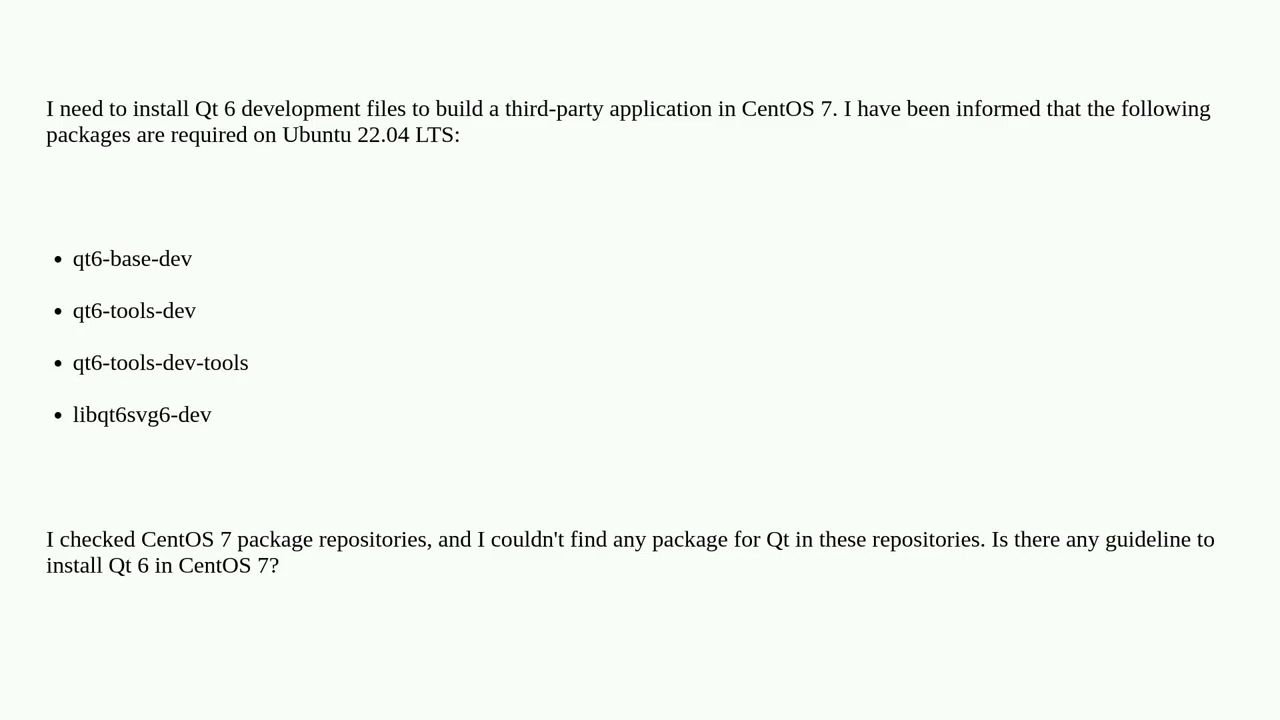 I need to install Qt 6 development files to build a third-party application in CentOS 7. I have been informed that the following
packages are required on Ubuntu 22.04 LTS:
• qt6-base-dev
• qt6-tools-dev
• qt6-tools-dev-tools
• libqt6svg6-dev
I checked CentOS 7 package repositories, and I couldn't find any package for Qt in these repositories. Is there any guideline to
install Qt 6 in CentOS 7?